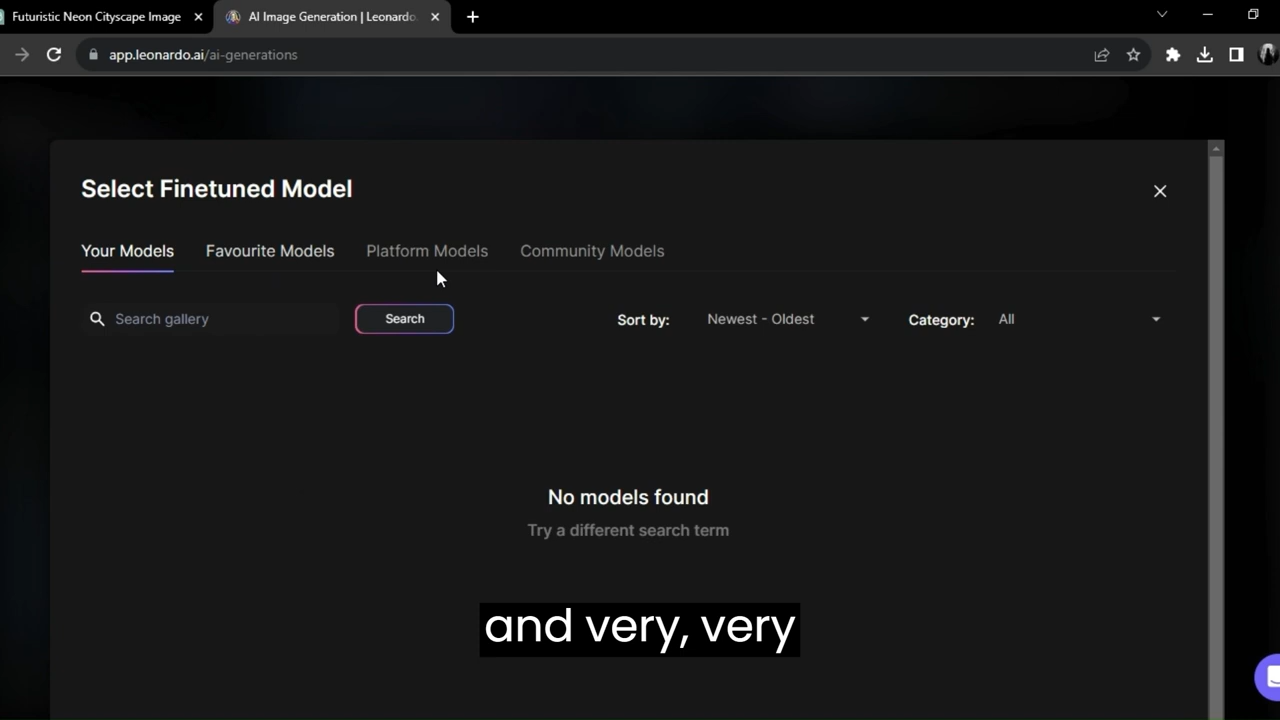 Futuristic Neon Cityscape Image
AI Image Generation | Leonardo.
app.leonardo.ai/ai-generations
Select Finetuned Model
Your Models Favourite Models Platform Models Community Models
Search gallery Search Sort by: Newest - Oldest Category: All
No models found
Try a different search term
and very, very